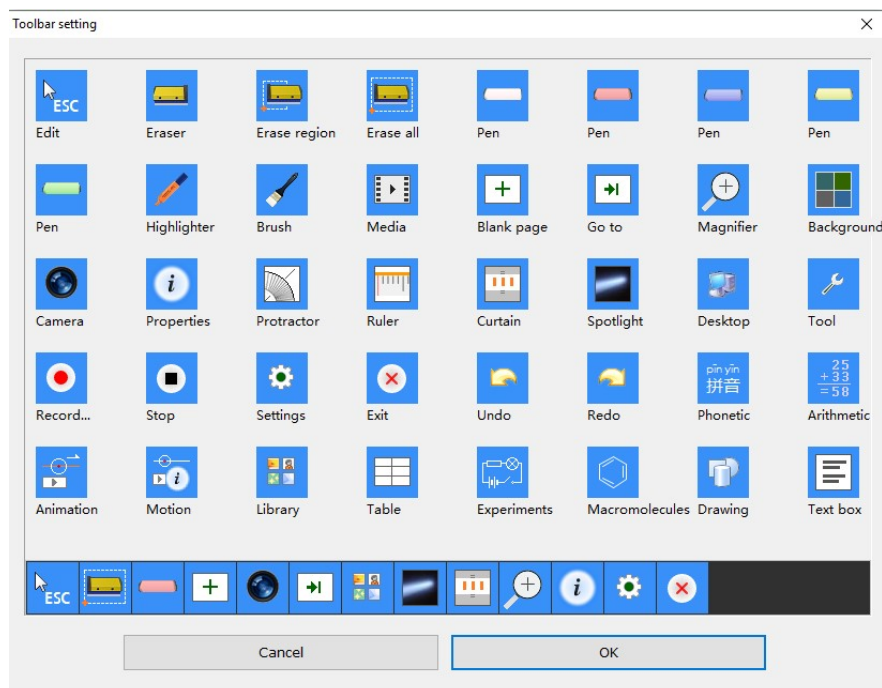 Toolbar setting
ESC
Edit
Eraser
Erase region
Erase all
Pen
Pen
Pen
Pen
Pen
Highlighter
Brush
Media
Blank page
Go to
Magnifier
Background
Camera
i
Properties
Protractor
Ruler
Curtain
Spotlight
Desktop
Tool
Record...
Stop
Settings
Exit
Undo
Redo
pīn yīn
拼音
Phonetic
25
+ 33
= 58
Arithmetic
Animation
i
Motion
Library
Table
Experiments
Macromolecules
Drawing
Text box
ESC
i
Cancel
OK